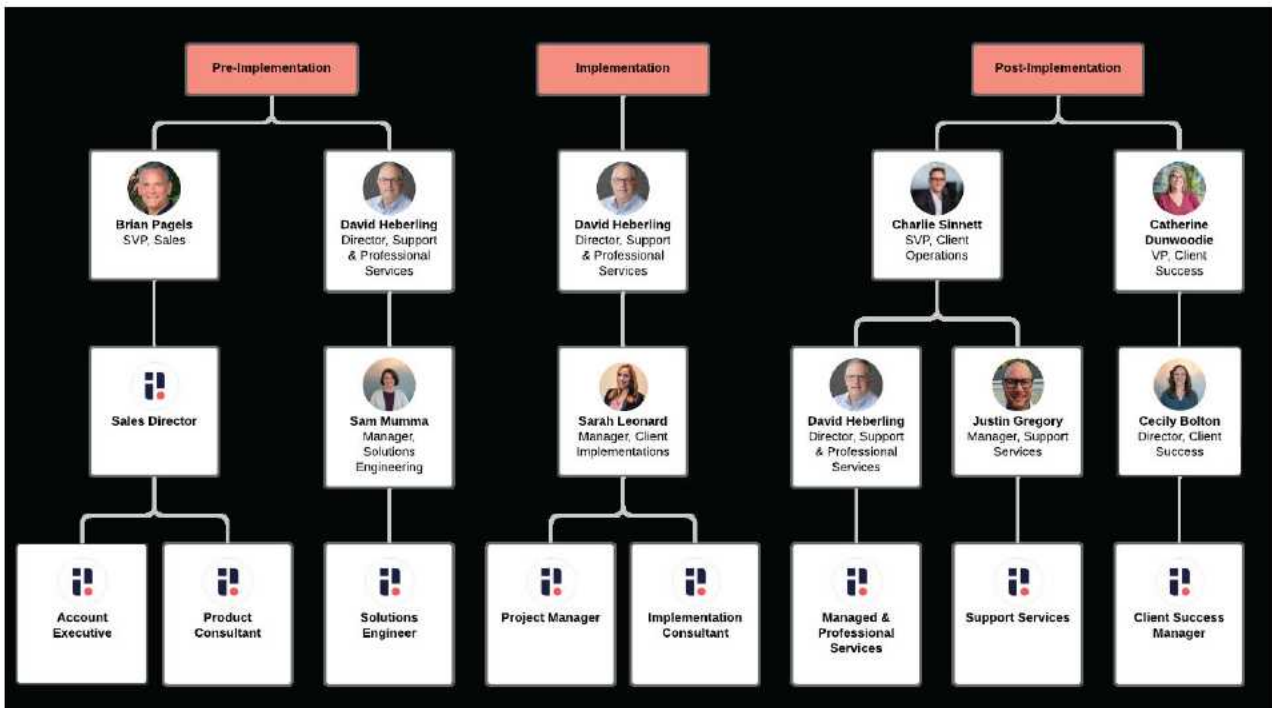 Pre-Implementation
Implementation
Post-Implementation
Brian Pagels
SVP, Sales
David Heberling
Director, Support
& Professional
Services
David Heberling
Director, Support
& Professional
Services
Charlie Sinnett
SVP, Client
Operations
Catherine
Dunwoodie
VP, Client
Success
Sales Director
Sam Mumma
Manager,
Solutions
Engineering
Sarah Leonard
Manager, Client
Implementations
David Heberling
Director, Support
& Professional
Services
Justin Gregory
Manager, Support
Services
Cecily Bolton
Director, Client
Success
Account
Executive
Product
Consultant
Solutions
Engineer
Project Manager
Implementation
Consultant
Managed &
Professional
Services
Support Services
Client Success
Manager